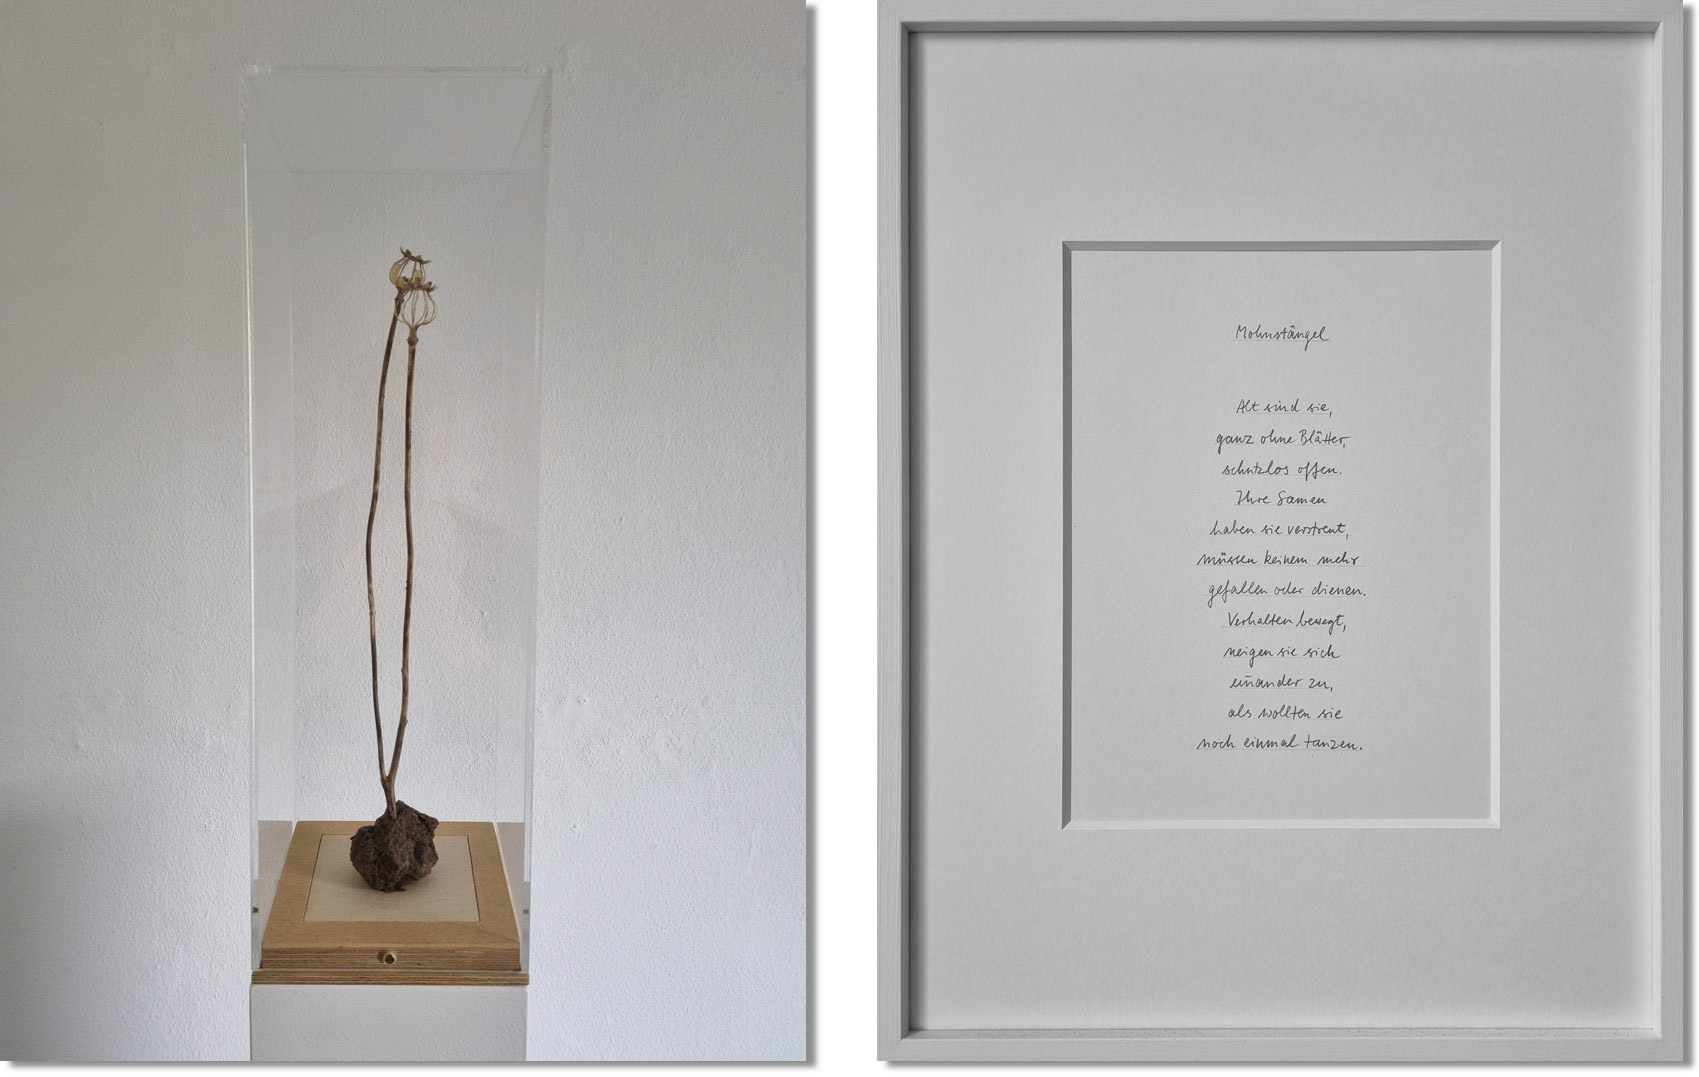 Mohnstängel
Alt sind sie,
ganz ohne Blätter,
schutzlos offen.
Ihre Samen
haben sie verstreut,
müssen keinem mehr
gefallen oder dienen.
Verhalten bewegt,
neigen sie sich
einander zu,
als wollten sie
noch einmal tanzen.